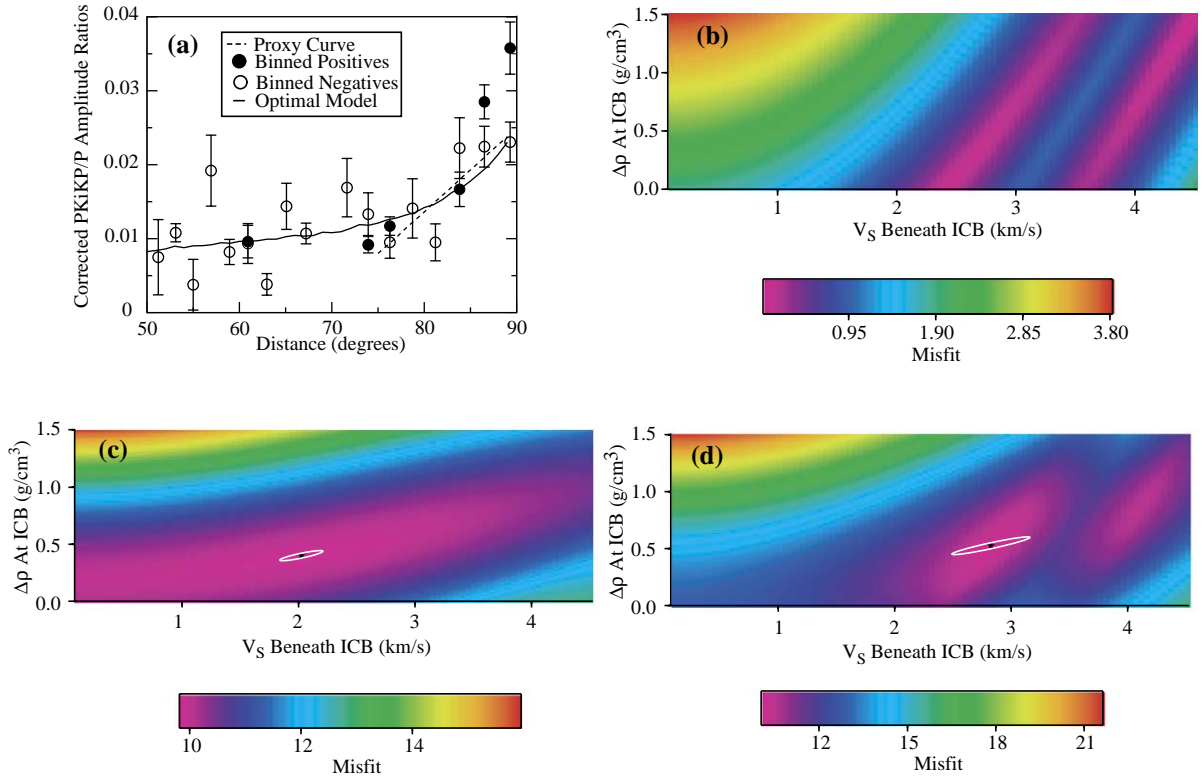 (a)
Corrected PKiKP/P Amplitude Ratios
0.04
0.03
0.02
0.01
0
Proxy Curve
Binned Positives
Binned Negatives
Optimal Model
50 60 70 80 90
Distance (degrees)
(b)
Δρ At ICB (g/cm³)
1.5
1.0
0.5
0.0
1 2 3 4
V_S Beneath ICB (km/s)
0.95 1.90 2.85 3.80
Misfit
(c)
Δρ At ICB (g/cm³)
1.5
1.0
0.5
0.0
1 2 3 4
V_S Beneath ICB (km/s)
10 12 14
Misfit
(d)
Δρ At ICB (g/cm³)
1.5
1.0
0.5
0.0
1 2 3 4
V_S Beneath ICB (km/s)
12 15 18 21
Misfit